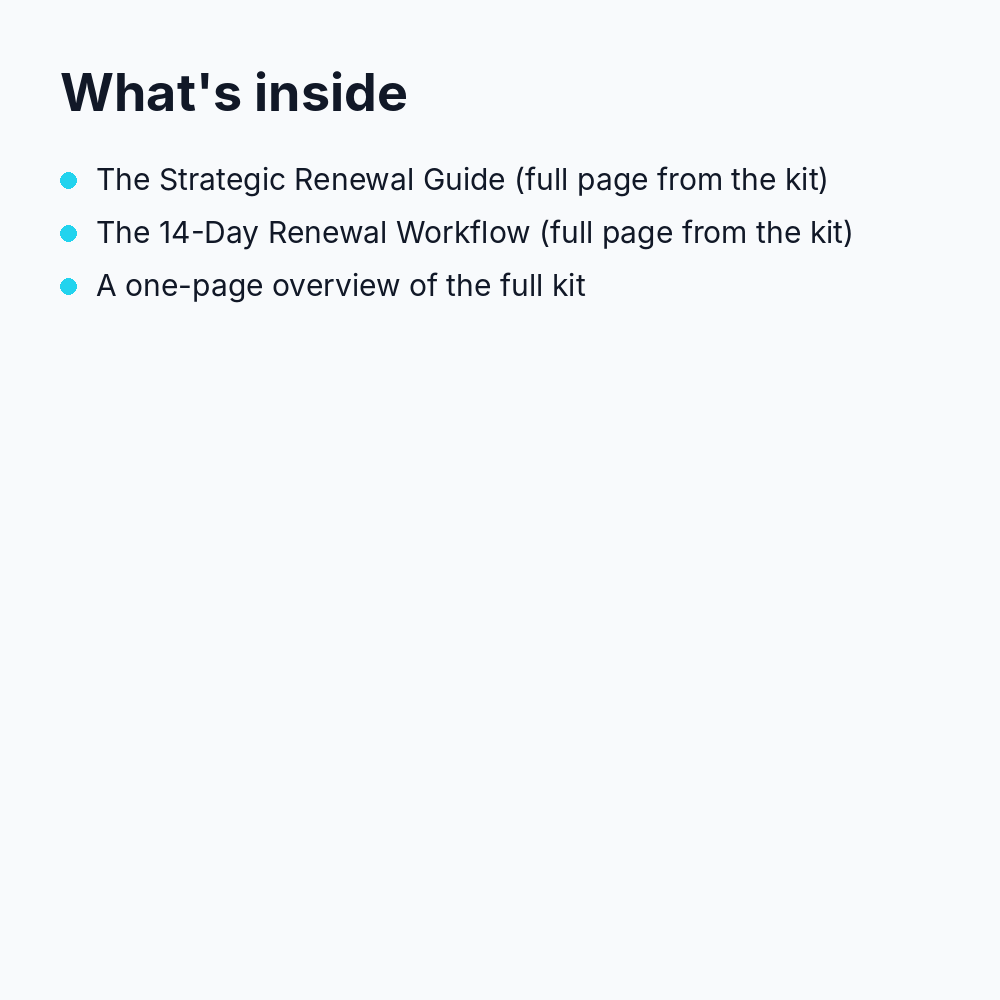 What's inside
The Strategic Renewal Guide (full page from the kit)
The 14-Day Renewal Workflow (full page from the kit)
A one-page overview of the full kit